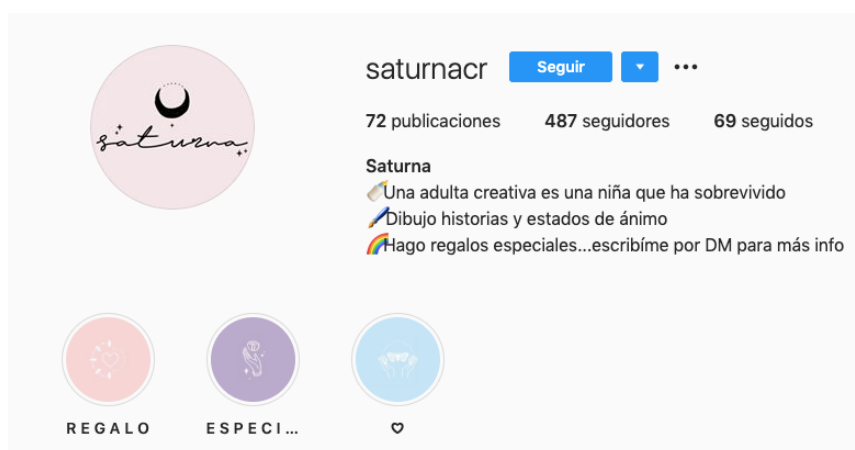 saturna
saturnacr Seguir
72 publicaciones 487 seguidores 69 seguidos
Saturna
🍼Una adulta creativa es una niña que ha sobrevivido
🖌️Dibujo historias y estados de ánimo
🌈Hago regalos especiales...escribíme por DM para más info
REGALO ESPECI... ♡